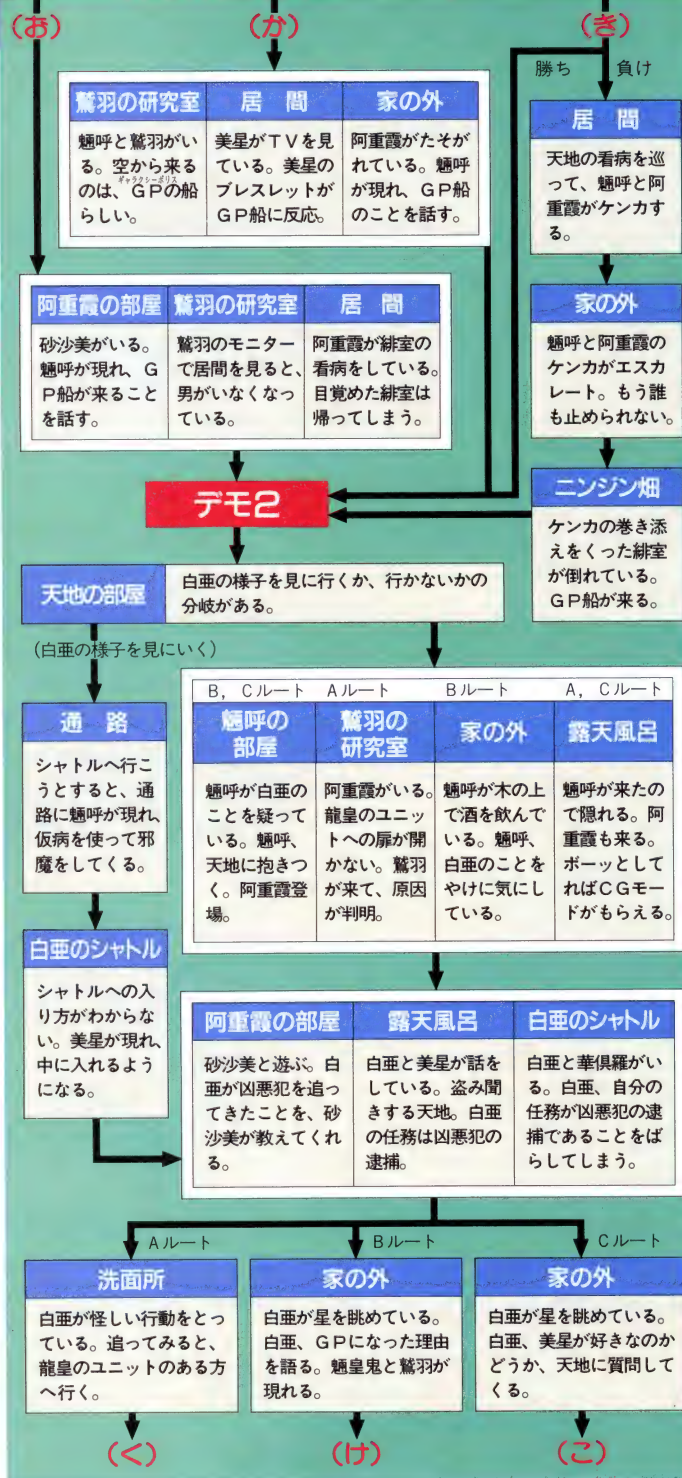 (お)
(か)
(き)
勝ち
負け
鷲羽の研究室
魎呼と鷲羽がい
る。空から来る
ギャラクシーポリス
のは、GPの船
らしい。
居　間
美星がTVを見
ている。美星の
ブレスレットが
GP船に反応。
家の外
阿重霞がたそが
れている。魎呼
が現れ、GP船
のことを話す。
居　間
天地の看病を巡
って、魎呼と阿
重霞がケンカす
る。
家の外
魎呼と阿重霞の
ケンカがエスカ
レート。もう誰
も止められない。
ニンジン畑
ケンカの巻き添
えをくった緋室
が倒れている。
GP船が来る。
阿重霞の部屋
砂沙美がいる。
魎呼が現れ、G
P船が来ること
を話す。
鷲羽の研究室
鷲羽のモニター
で居間を見ると、
男がいなくなっ
ている。
居　間
阿重霞が緋室の
看病をしている。
目覚めた緋室は
帰ってしまう。
デモ2
天地の部屋
白亜の様子を見に行くか、行かないかの
分岐がある。
(白亜の様子を見にいく)
通　路
シャトルへ行こ
うとすると、通
路に魎呼が現れ、
仮病を使って邪
魔をしてくる。
白亜のシャトル
シャトルへの入
り方がわからな
い。美星が現れ、
中に入れるよう
になる。
B，Cルート
魎呼の
部屋
魎呼が白亜の
ことを疑って
いる。魎呼、
天地に抱きつ
く。阿重霞登
場。
Aルート
鷲羽の
研究室
阿重霞がいる。
龍皇のユニッ
トへの扉が開
かない。鷲羽
が来て、原因
が判明。
Bルート
家の外
魎呼が木の上
で酒を飲んで
いる。魎呼、
白亜のことを
やけに気にし
ている。
A，Cルート
露天風呂
魎呼が来たの
で隠れる。阿
重霞も来る。
ボーッとして
ればCGモー
ドがもらえる。
阿重霞の部屋
砂沙美と遊ぶ。白
亜が凶悪犯を追っ
てきたことを、砂
沙美が教えてくれ
る。
露天風呂
白亜と美星が話を
している。盗み聞
きする天地。白亜
の任務は凶悪犯の
逮捕。
白亜のシャトル
白亜と華倶羅がい
る。白亜、自分の
任務が凶悪犯の逮
捕であることをば
らしてしまう。
Aルート
洗面所
白亜が怪しい行動をとっ
ている。追ってみると、
龍皇のユニットのある方
へ行く。
(く)
Bルート
家の外
白亜が星を眺めている。
白亜、GPになった理由
を語る。魎皇鬼と鷲羽が
現れる。
(け)
Cルート
家の外
白亜が星を眺めている。
白亜、美星が好きなのか
どうか、天地に質問して
くる。
(こ)